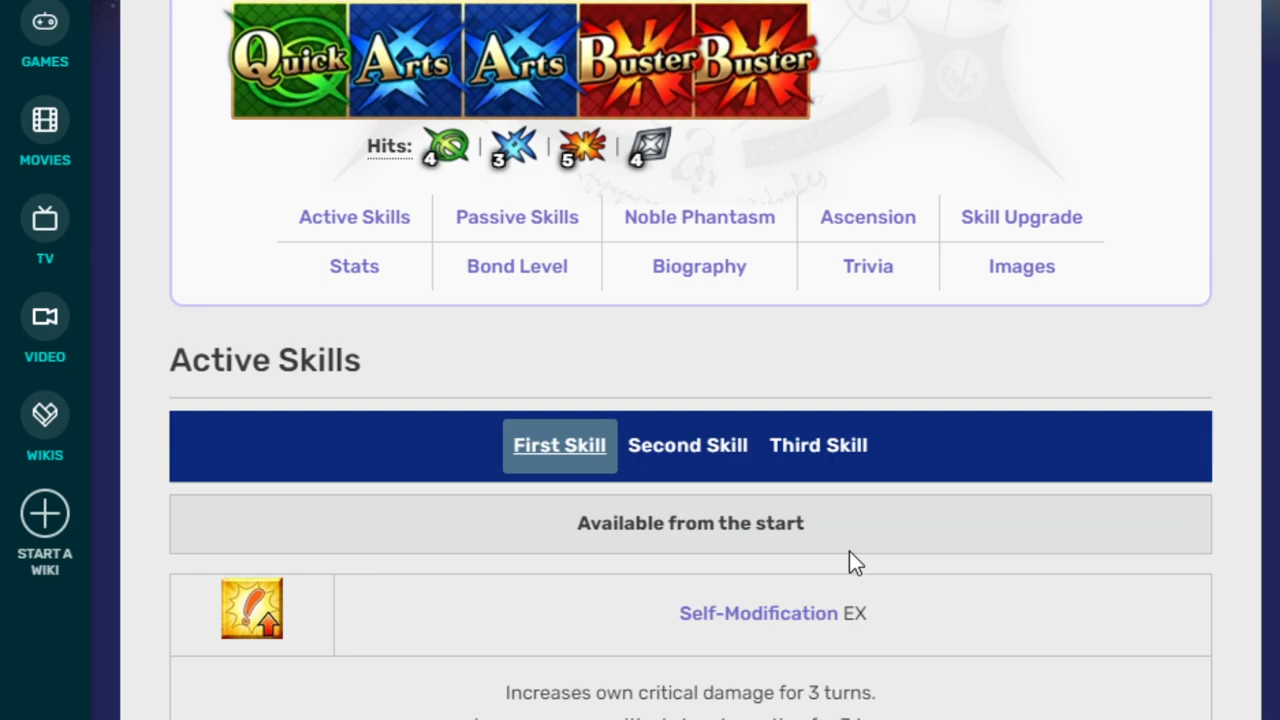 GAMES
MOVIES
TV
VIDEO
WIKIS
START A
WIKI
Quick Arts Arts Buster Buster
Hits: 4 | 3 | 5 | 4
Active Skills Passive Skills Noble Phantasm Ascension Skill Upgrade
Stats Bond Level Biography Trivia Images
Active Skills
First Skill Second Skill Third Skill
Available from the start
Self-Modification EX
Increases own critical damage for 3 turns.